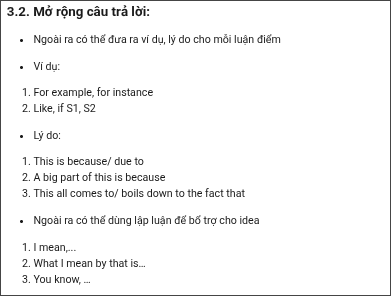 3.2. Mở rộng câu trả lời:
• Ngoài ra có thể đưa ra ví dụ, lý do cho mỗi luận điểm
• Ví dụ:
1. For example, for instance
2. Like, if S1, S2
• Lý do:
1. This is because/ due to
2. A big part of this is because
3. This all comes to/ boils down to the fact that
• Ngoài ra có thể dùng lập luận để bổ trợ cho idea
1. I mean,...
2. What I mean by that is…
3. You know, …